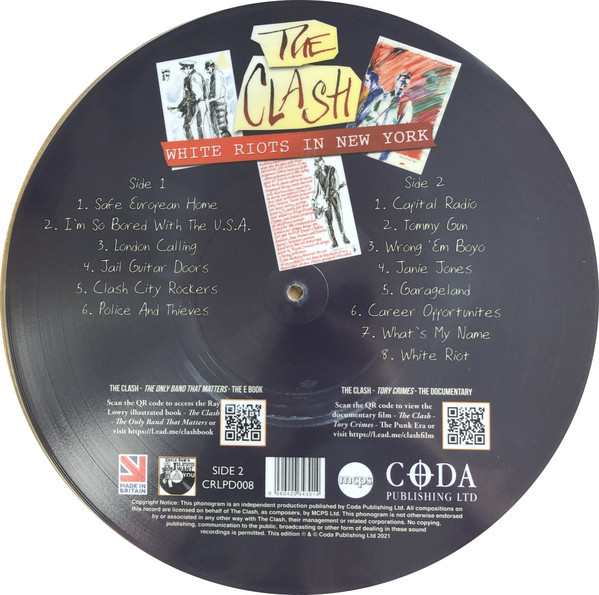 THE
CLASH
WHITE RIOTS IN NEW YORK
Side 1
1. Safe European Home
2. I'm So Bored With The U.S.A.
3. London Calling
4. Jail Guitar Doors
5. Clash City Rockers
6. Police And Thieves
Side 2
1. Capital Radio
2. Tommy Gun
3. Wrong 'Em Boyo
4. Janie Jones
5. Garageland
6. Career Opportunites
7. What`s My Name
8. White Riot
THE CLASH - THE ONLY BAND THAT MATTERS - THE E BOOK
Scan the QR code to access the Ray
Lowry illustrated book - The Clash
The Only Band That Matters or
visit https://Lead.me/clashbook
THE CLASH - TORY CRIMES - THE DOCUMENTARY
Scan the QR code to view the
documentary film - The Clash -
Tory Crimes - The Punk Era or
visit https://Lead.me/clashfilm
MADE IN
BRITAIN
YOU
SIDE 2
CRLPD008
mcps
CODA
PUBLISHING LTD
Copyright Notice: This phonogram is an independent production published by Coda Publishing Ltd. All compositions on
this record are licensed on behalf of The Clash, as composers, by MCPS Ltd. This phonogram is not otherwise endorsed
by or associated in any other way with The Clash, their management or related corporations. No copying,
publishing, communication to the public, broadcasting or other form of dealing in these sound
recordings is permitted. This edition ℗ & © Coda Publishing Ltd 2021